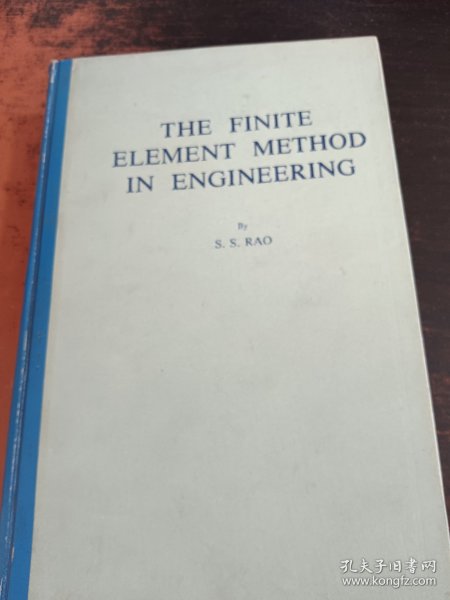 THE FINITE
ELEMENT METHOD
IN ENGINEERING
By
S. S. RAO
孔夫子旧书网
www.kongfz.com